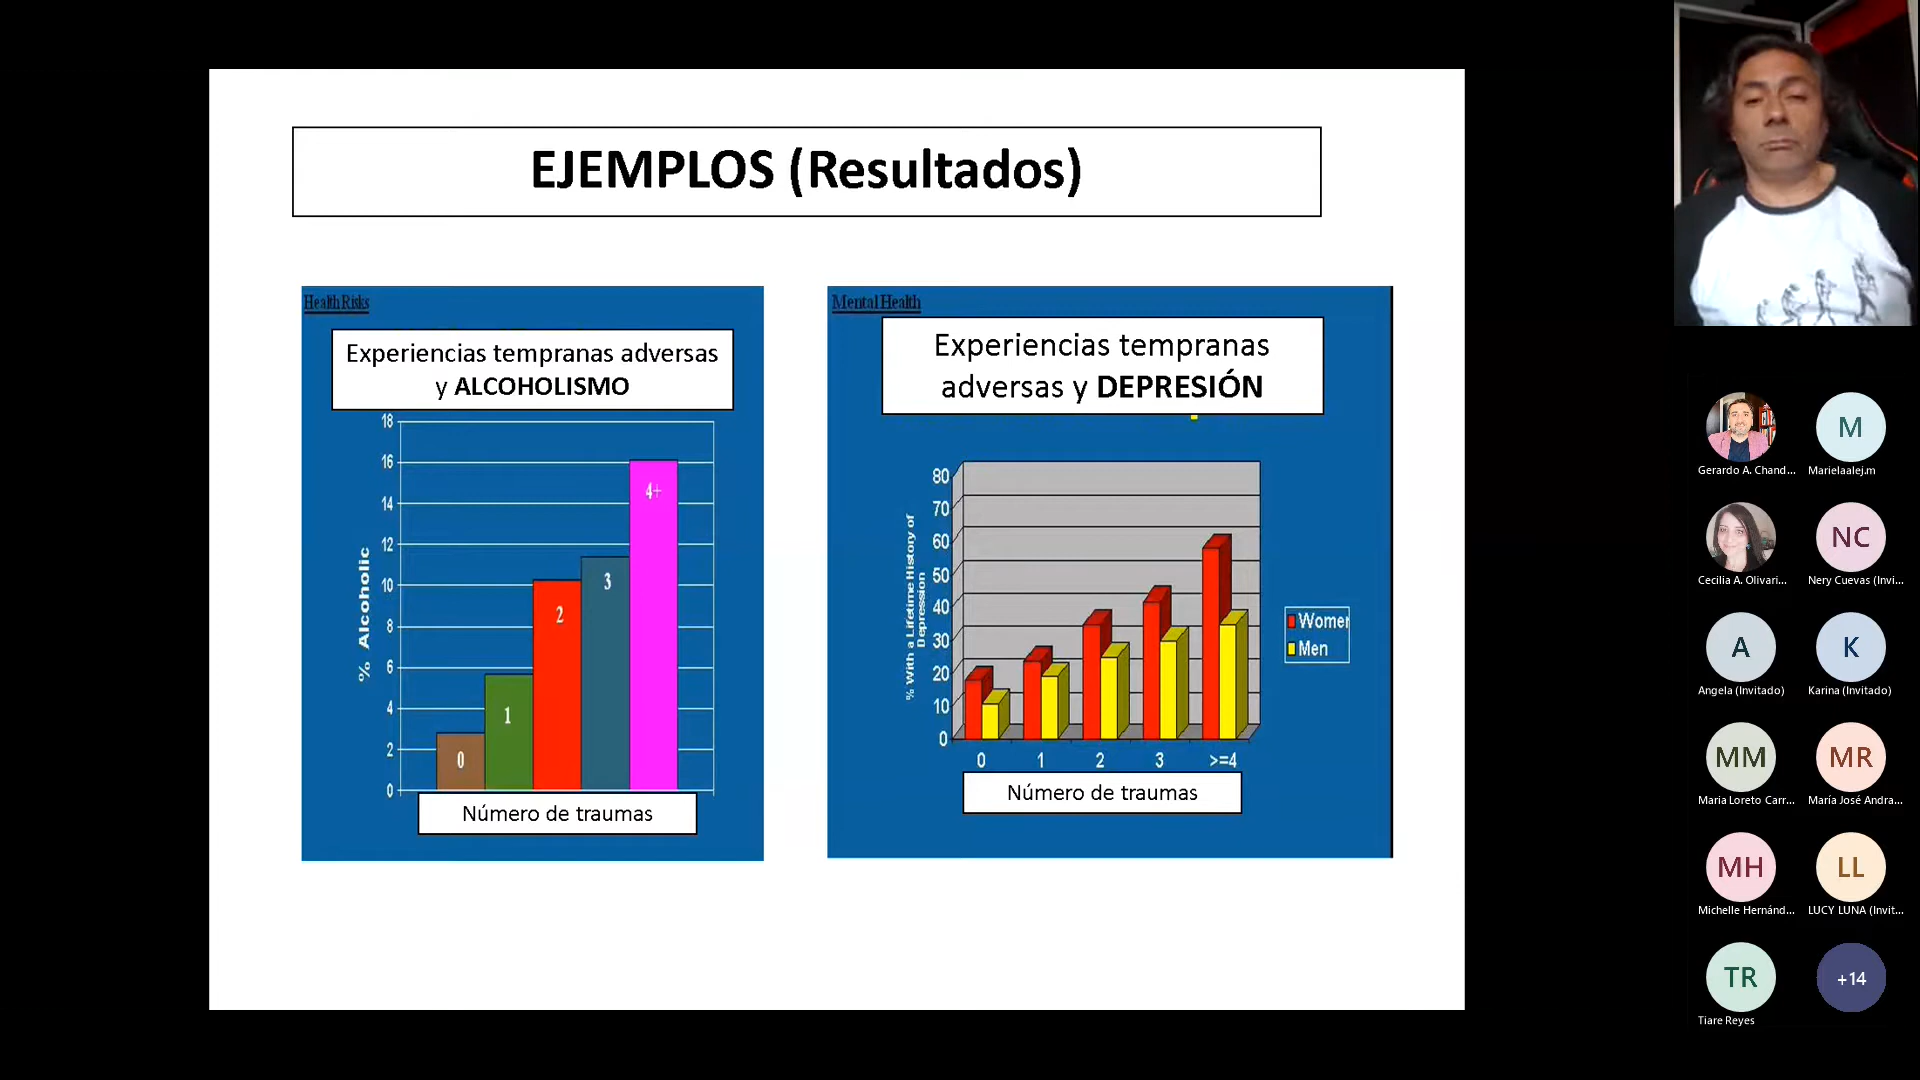 EJEMPLOS (Resultados)
Health Risks
Experiencias tempranas adversas
y ALCOHOLISMO
18
16
14
12
10
8
6
4
2
0
% Alcoholic
0
1
2
3
4+
Número de traumas
Mental Health
Experiencias tempranas
adversas y DEPRESIÓN
80
70
60
50
40
30
20
10
0
% With a Lifetime History of
Depression
0
1
2
3
>=4
Women
Men
Número de traumas
Gerardo A. Chand...
M
Marielaalej.m
Cecilia A. Olivari...
NC
Nery Cuevas (Invi...
A
Angela (Invitado)
K
Karina (Invitado)
MM
Maria Loreto Carr...
MR
María José Andra...
MH
Michelle Hernánd...
LL
LUCY LUNA (Invit...
TR
Tiare Reyes
+14